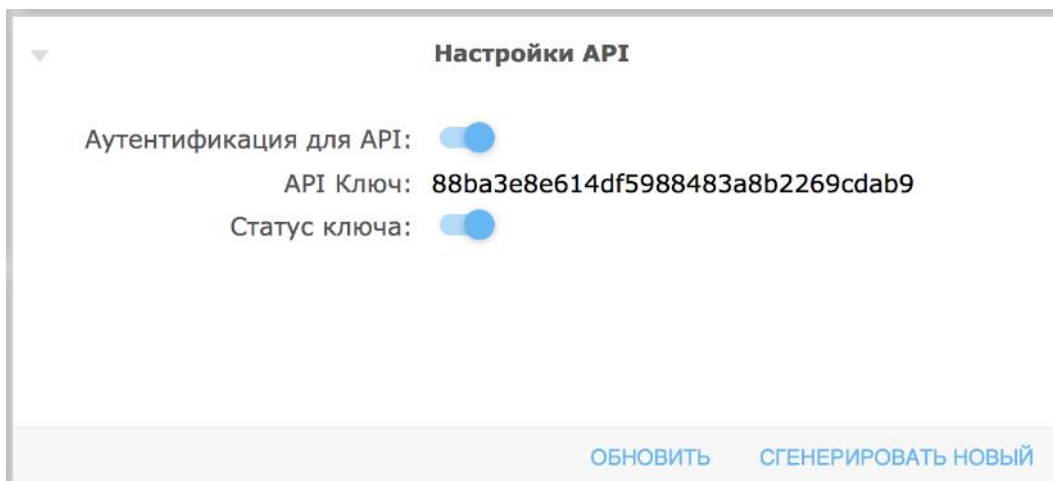 Настройки API
Аутентификация для API:
API Ключ: 88ba3e8e614df5988483a8b2269cdab9
Статус ключа:
ОБНОВИТЬ СГЕНЕРИРОВАТЬ НОВЫЙ